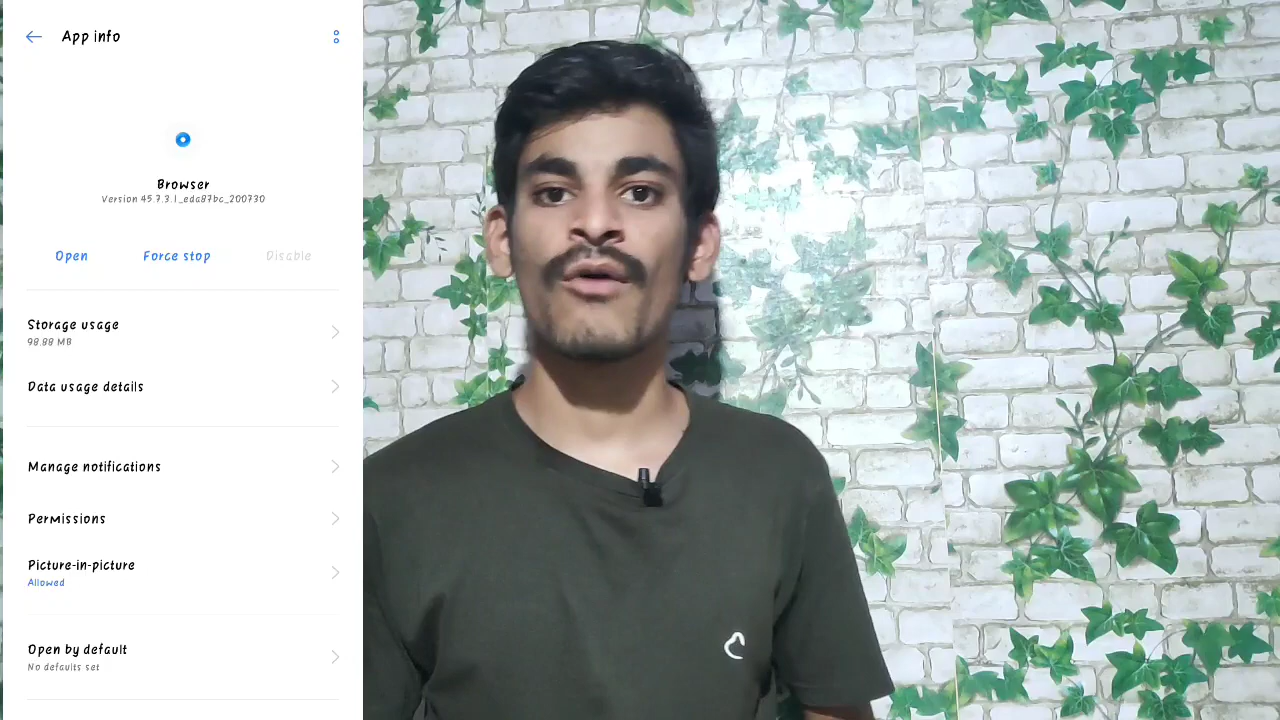 App info
Browser
Version 45.7.3.1_eda87bc_200730
Open Force stop Disable
Storage usage
98.88 MB
Data usage details
Manage notifications
Permissions
Picture-in-picture
Allowed
Open by default
No defaults set